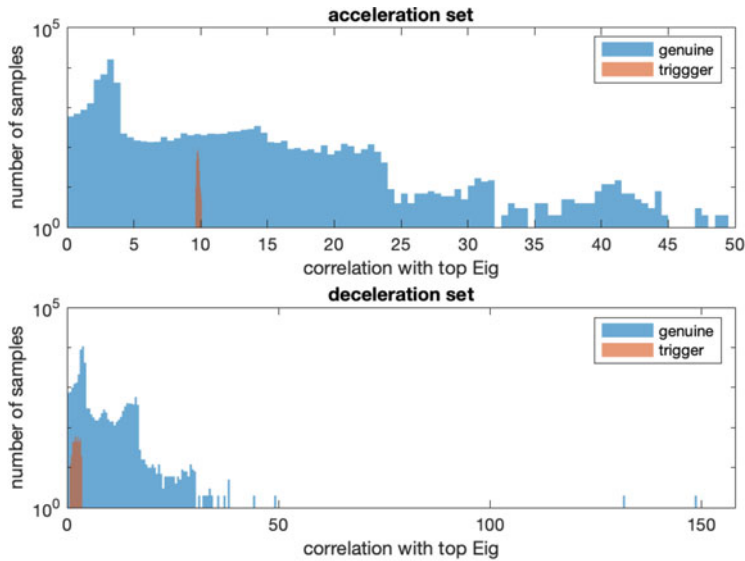 acceleration set
10^5
genuine
triggger
number of samples
10^0
0 5 10 15 20 25 30 35 40 45 50
correlation with top Eig
deceleration set
10^5
genuine
trigger
number of samples
10^0
0 50 100 150
correlation with top Eig